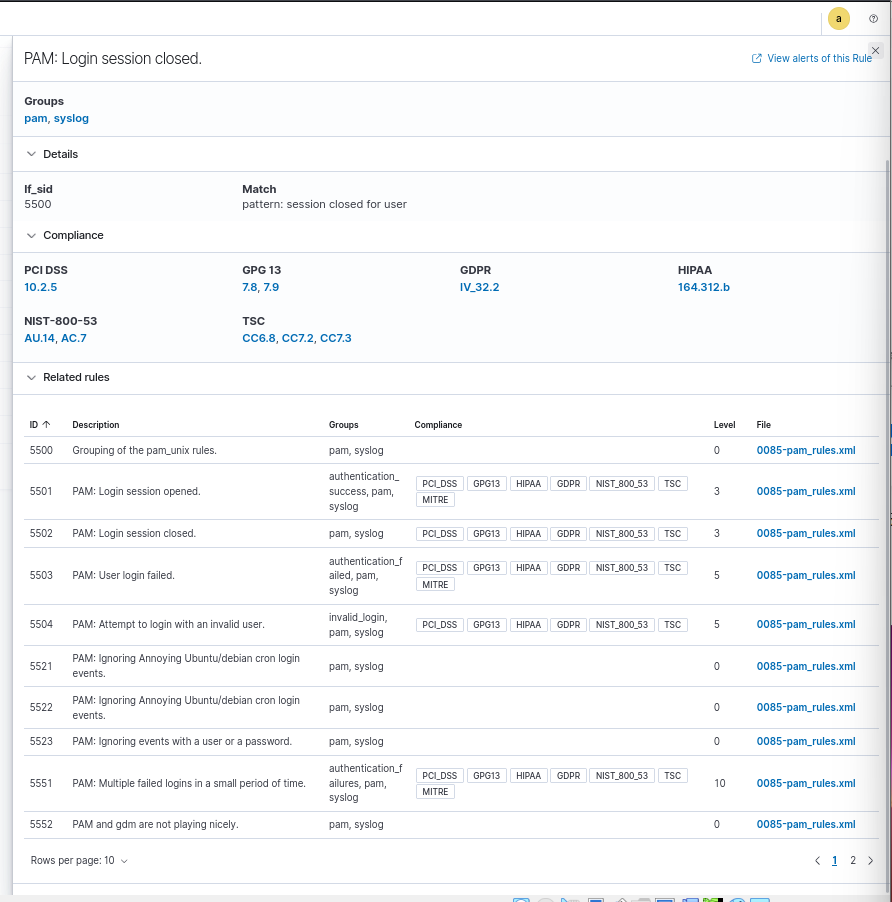 a
PAM: Login session closed.
View alerts of this Rule
Groups
pam, syslog
Details
If_sid
Match
5500
pattern: session closed for user
Compliance
PCI DSS
GPG 13
GDPR
HIPAA
10.2.5
7.8, 7.9
IV_32.2
164.312.b
NIST-800-53
TSC
AU.14, AC.7
CC6.8, CC7.2, CC7.3
Related rules
ID Description Groups Compliance Level File
5500 Grouping of the pam_unix rules. pam, syslog 0 0085-pam_rules.xml
authentication_
5501 PAM: Login session opened. success, pam, PCI_DSS GPG13 HIPAA GDPR NIST_800_53 TSC 3 0085-pam_rules.xml
syslog MITRE
5502 PAM: Login session closed. pam, syslog PCI_DSS GPG13 HIPAA GDPR NIST_800_53 TSC 3 0085-pam_rules.xml
authentication_f PCI_DSS GPG13 HIPAA GDPR NIST_800_53 TSC
5503 PAM: User login failed. ailed, pam, 5 0085-pam_rules.xml
syslog MITRE
invalid_login,
5504 PAM: Attempt to login with an invalid user. pam, syslog PCI_DSS GPG13 HIPAA GDPR NIST_800_53 TSC 5 0085-pam_rules.xml
5521 PAM: Ignoring Annoying Ubuntu/debian cron login pam, syslog 0 0085-pam_rules.xml
events.
5522 PAM: Ignoring Annoying Ubuntu/debian cron login pam, syslog 0 0085-pam_rules.xml
events.
5523 PAM: Ignoring events with a user or a password. pam, syslog 0 0085-pam_rules.xml
authentication_f PCI_DSS GPG13 HIPAA GDPR NIST_800_53 TSC
5551 PAM: Multiple failed logins in a small period of time. ailures, pam, 10 0085-pam_rules.xml
syslog MITRE
5552 PAM and gdm are not playing nicely. pam, syslog 0 0085-pam_rules.xml
Rows per page: 10
1 2